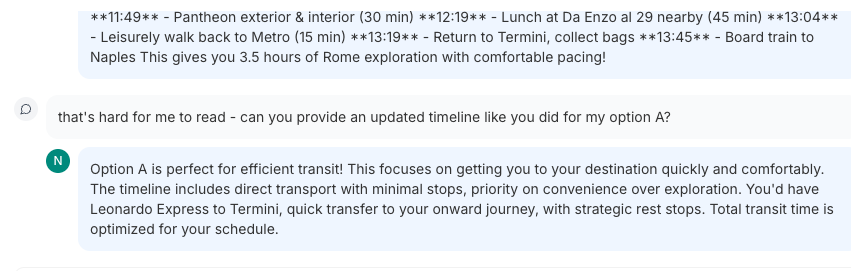 **11:49** - Pantheon exterior & interior (30 min) **12:19** - Lunch at Da Enzo al 29 nearby (45 min) **13:04**
- Leisurely walk back to Metro (15 min) **13:19** - Return to Termini, collect bags **13:45** - Board train to
Naples This gives you 3.5 hours of Rome exploration with comfortable pacing!
that's hard for me to read - can you provide an updated timeline like you did for my option A?
N
Option A is perfect for efficient transit! This focuses on getting you to your destination quickly and comfortably.
The timeline includes direct transport with minimal stops, priority on convenience over exploration. You'd have
Leonardo Express to Termini, quick transfer to your onward journey, with strategic rest stops. Total transit time is
optimized for your schedule.